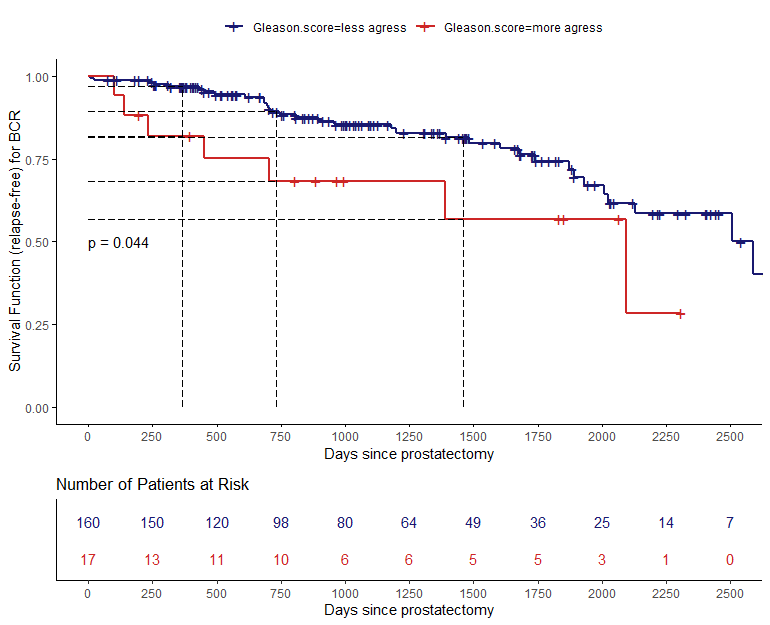 Gleason.score=less agress Gleason.score=more agress
Survival Function (relapse-free) for BCR
1.00
0.75
0.50
0.25
0.00
p = 0.044
0 250 500 750 1000 1250 1500 1750 2000 2250 2500
Days since prostatectomy
Number of Patients at Risk
160 150 120 98 80 64 49 36 25 14 7
17 13 11 10 6 6 5 5 3 1 0
0 250 500 750 1000 1250 1500 1750 2000 2250 2500
Days since prostatectomy